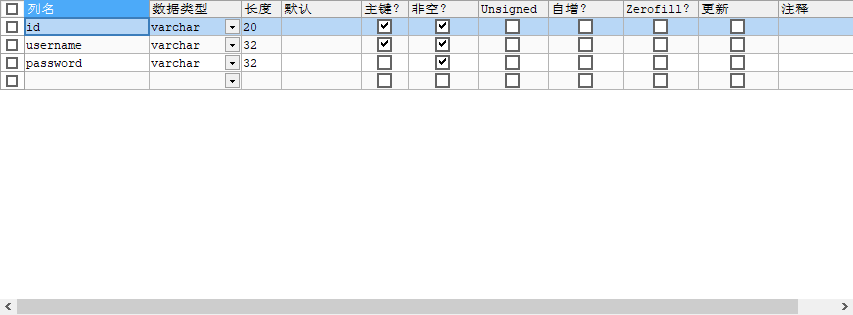 列名 数据类型 长度 默认 主键? 非空? Unsigned 自增? Zerofill? 更新 注释
id varchar 20
username varchar 32
password varchar 32